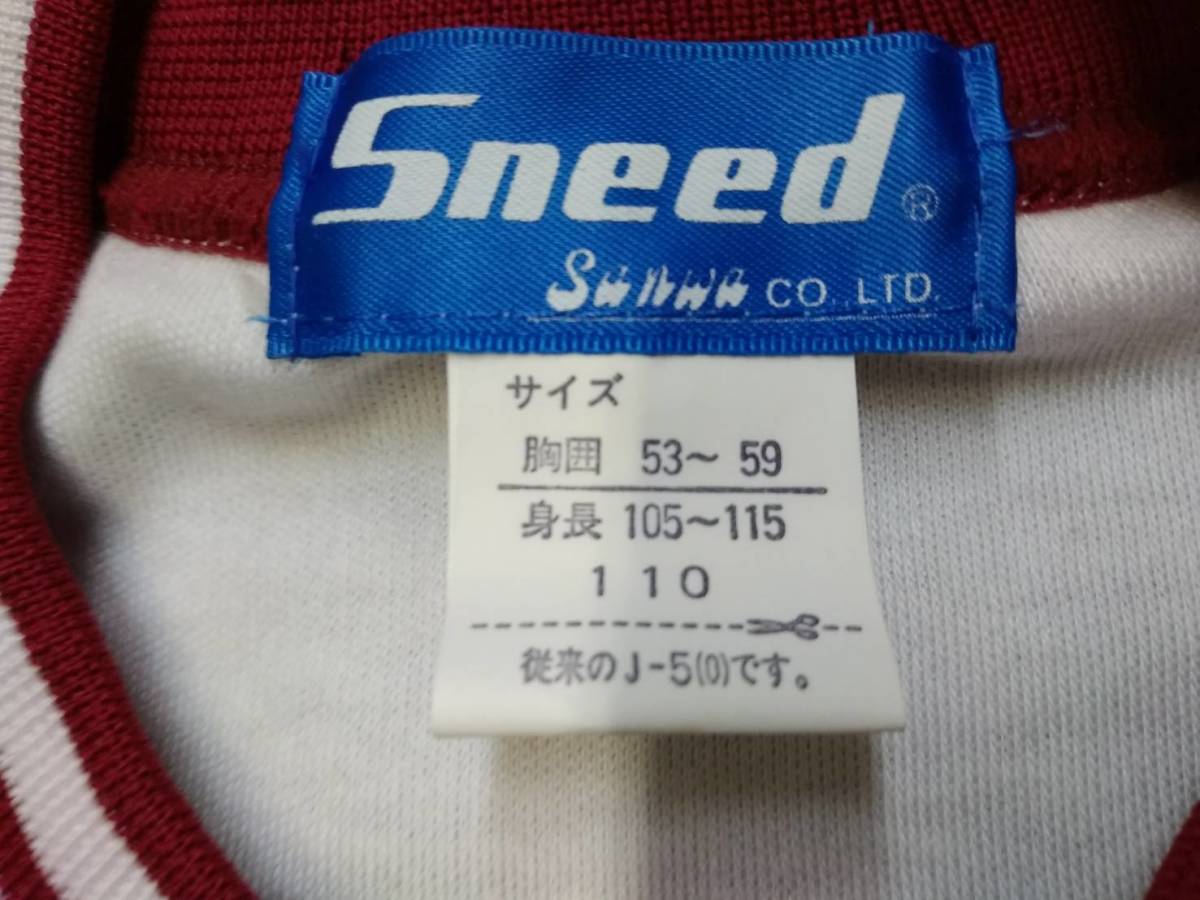 Sneed ®
Sunwa CO. LTD.
サイズ
胸囲 53～59
身長 105～115
110
従来のJ-5(0)です。